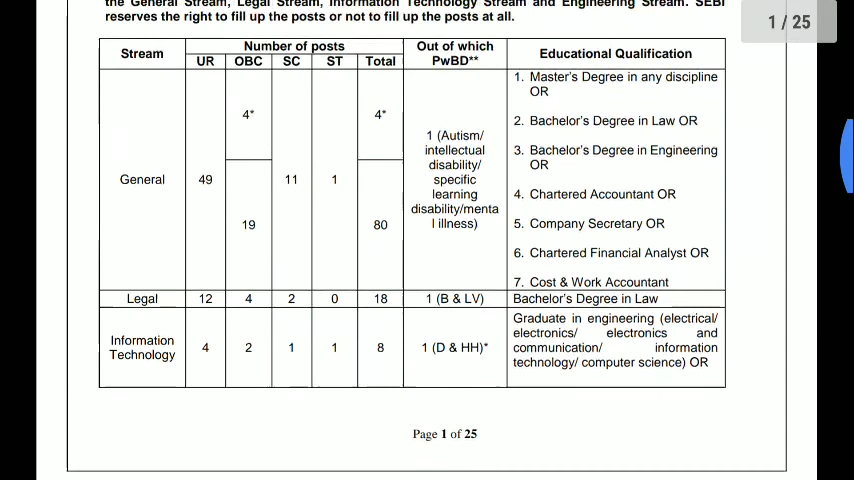 the General Stream, Legal Stream, Information Technology Stream and Engineering Stream. SEBI
reserves the right to fill up the posts or not to fill up the posts at all.
1 / 25
Stream
Number of posts
Out of which
PwBD**
Educational Qualification
UR OBC SC ST Total
General
49
4*
19
11
1
4*
80
1 (Autism/
intellectual
disability/
specific
learning
disability/menta
l illness)
1. Master's Degree in any discipline
OR
2. Bachelor's Degree in Law OR
3. Bachelor's Degree in Engineering
OR
4. Chartered Accountant OR
5. Company Secretary OR
6. Chartered Financial Analyst OR
7. Cost & Work Accountant
Legal 12 4 2 0 18 1 (B & LV) Bachelor's Degree in Law
Information
Technology
4 2 1 1 8 1 (D & HH)*
Graduate in engineering (electrical/
electronics/ electronics and
communication/ information
technology/ computer science) OR
Page 1 of 25